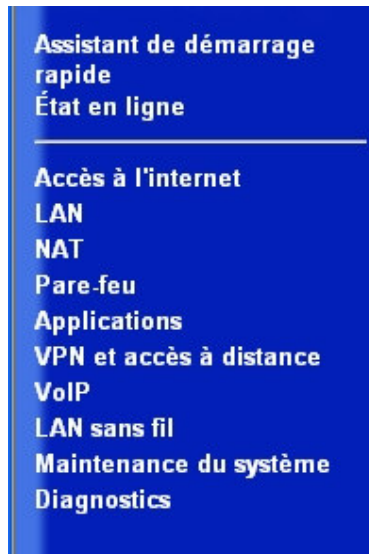 Assistant de démarrage
rapide
État en ligne
Accès à l'internet
LAN
NAT
Pare-feu
Applications
VPN et accès à distance
VoIP
LAN sans fil
Maintenance du système
Diagnostics